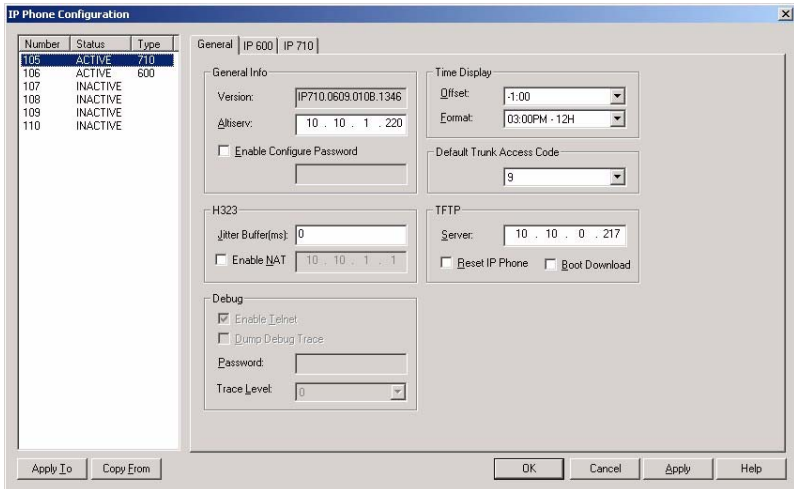 IP Phone Configuration
Number Status Type
105 ACTIVE 710
106 ACTIVE 600
107 INACTIVE
108 INACTIVE
109 INACTIVE
110 INACTIVE
General IP 600 IP 710
General Info
Version: IP710.0609.010B.1346
Altiserv: 10 . 10 . 1 . 220
Enable Configure Password
Time Display
Offset: -1:00
Format: 03:00PM - 12H
Default Trunk Access Code
9
H323
Jitter Buffer(ms): 0
Enable NAT 10 . 10 . 1 . 1
TFTP
Server: 10 . 10 . 0 . 217
Reset IP Phone Boot Download
Debug
Enable Telnet
Dump Debug Trace
Password:
Trace Level: 0
Apply To Copy From OK Cancel Apply Help